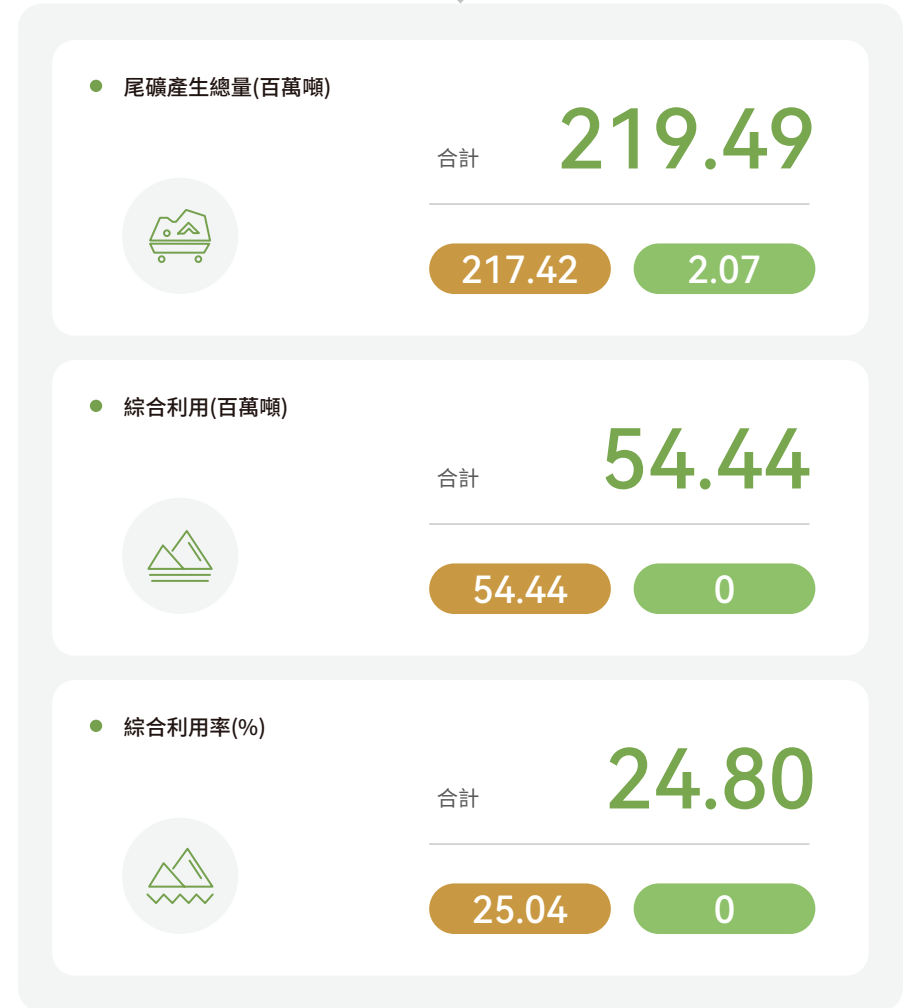 尾礦產生總量(百萬噸)
合計 219.49
217.42 2.07
綜合利用(百萬噸)
合計 54.44
54.44 0
綜合利用率(%)
合計 24.80
25.04 0